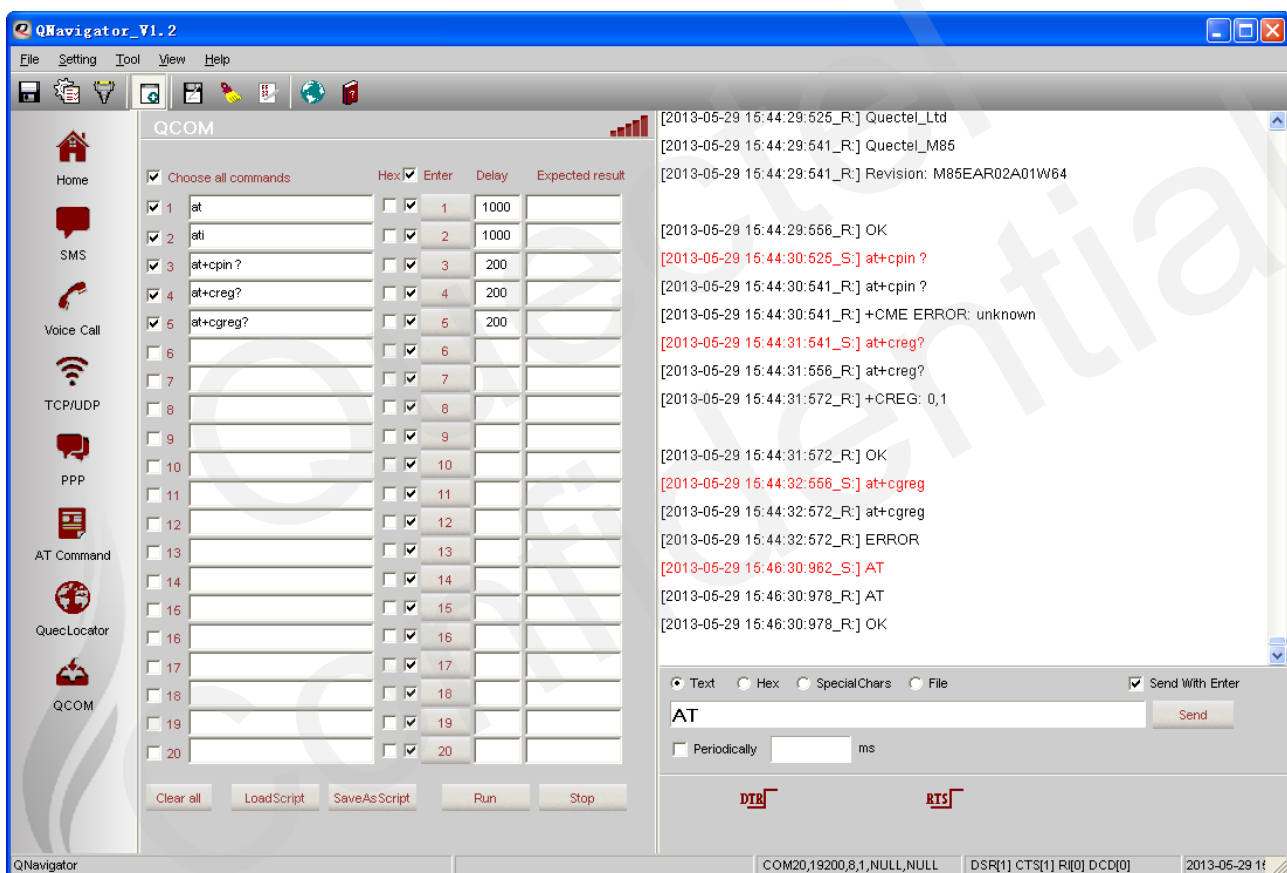 QNavigator_V1.2
File Setting Tool View Help
Home
SMS
Voice Call
TCP/UDP
PPP
AT Command
QuecLocator
QCOM
QCOM
Choose all commands Hex Enter Delay Expected result
1 at 1 1000
2 ati 2 1000
3 at+cpin ? 3 200
4 at+creg? 4 200
5 at+cgreg? 5 200
6 6
7 7
8 8
9 9
10 10
11 11
12 12
13 13
14 14
15 15
16 16
17 17
18 18
19 19
20 20
Clear all LoadScript SaveAsScript Run Stop
[2013-05-29 15:44:29:525_R:] Quectel_Ltd
[2013-05-29 15:44:29:541_R:] Quectel_M85
[2013-05-29 15:44:29:541_R:] Revision: M85EAR02A01W64
[2013-05-29 15:44:29:556_R:] OK
[2013-05-29 15:44:30:525_S:] at+cpin ?
[2013-05-29 15:44:30:541_R:] at+cpin ?
[2013-05-29 15:44:30:541_R:] +CME ERROR: unknown
[2013-05-29 15:44:31:541_S:] at+creg?
[2013-05-29 15:44:31:556_R:] at+creg?
[2013-05-29 15:44:31:572_R:] +CREG: 0,1
[2013-05-29 15:44:31:572_R:] OK
[2013-05-29 15:44:32:556_S:] at+cgreg
[2013-05-29 15:44:32:572_R:] at+cgreg
[2013-05-29 15:44:32:572_R:] ERROR
[2013-05-29 15:46:30:962_S:] AT
[2013-05-29 15:46:30:978_R:] AT
[2013-05-29 15:46:30:978_R:] OK
Text Hex SpecialChars File Send With Enter
AT Send
Periodically ms
DTR RTS
QNavigator COM20,19200,8,1,NULL,NULL DSR[1] CTS[1] RI[0] DCD[0] 2013-05-29
Quectel
Confidential